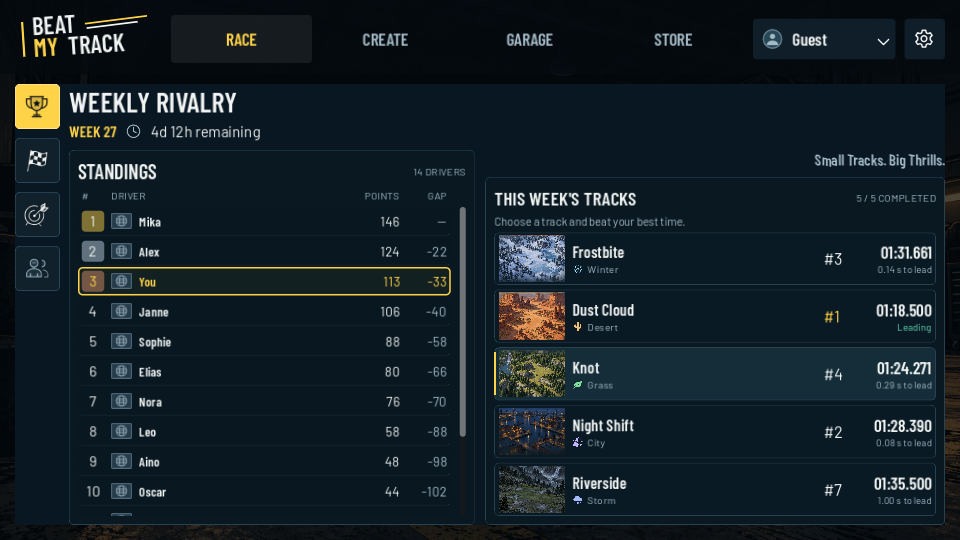 BEAT
MY TRACK
RACE
CREATE
GARAGE
STORE
Guest
WEEKLY RIVALRY
WEEK 27 4d 12h remaining
Small Tracks. Big Thrills.
STANDINGS 14 DRIVERS
# DRIVER POINTS GAP
1 Mika 146 —
2 Alex 124 -22
3 You 113 -33
4 Janne 106 -40
5 Sophie 88 -58
6 Elias 80 -66
7 Nora 76 -70
8 Leo 58 -88
9 Aino 48 -98
10 Oscar 44 -102
THIS WEEK'S TRACKS 5 / 5 COMPLETED
Choose a track and beat your best time.
Frostbite #3 01:31.661
Winter 0.14 s to lead
Dust Cloud #1 01:18.500
Desert Leading
Knot #4 01:24.271
Grass 0.29 s to lead
Night Shift #2 01:28.390
City 0.08 s to lead
Riverside #7 01:35.500
Storm 1.00 s to lead